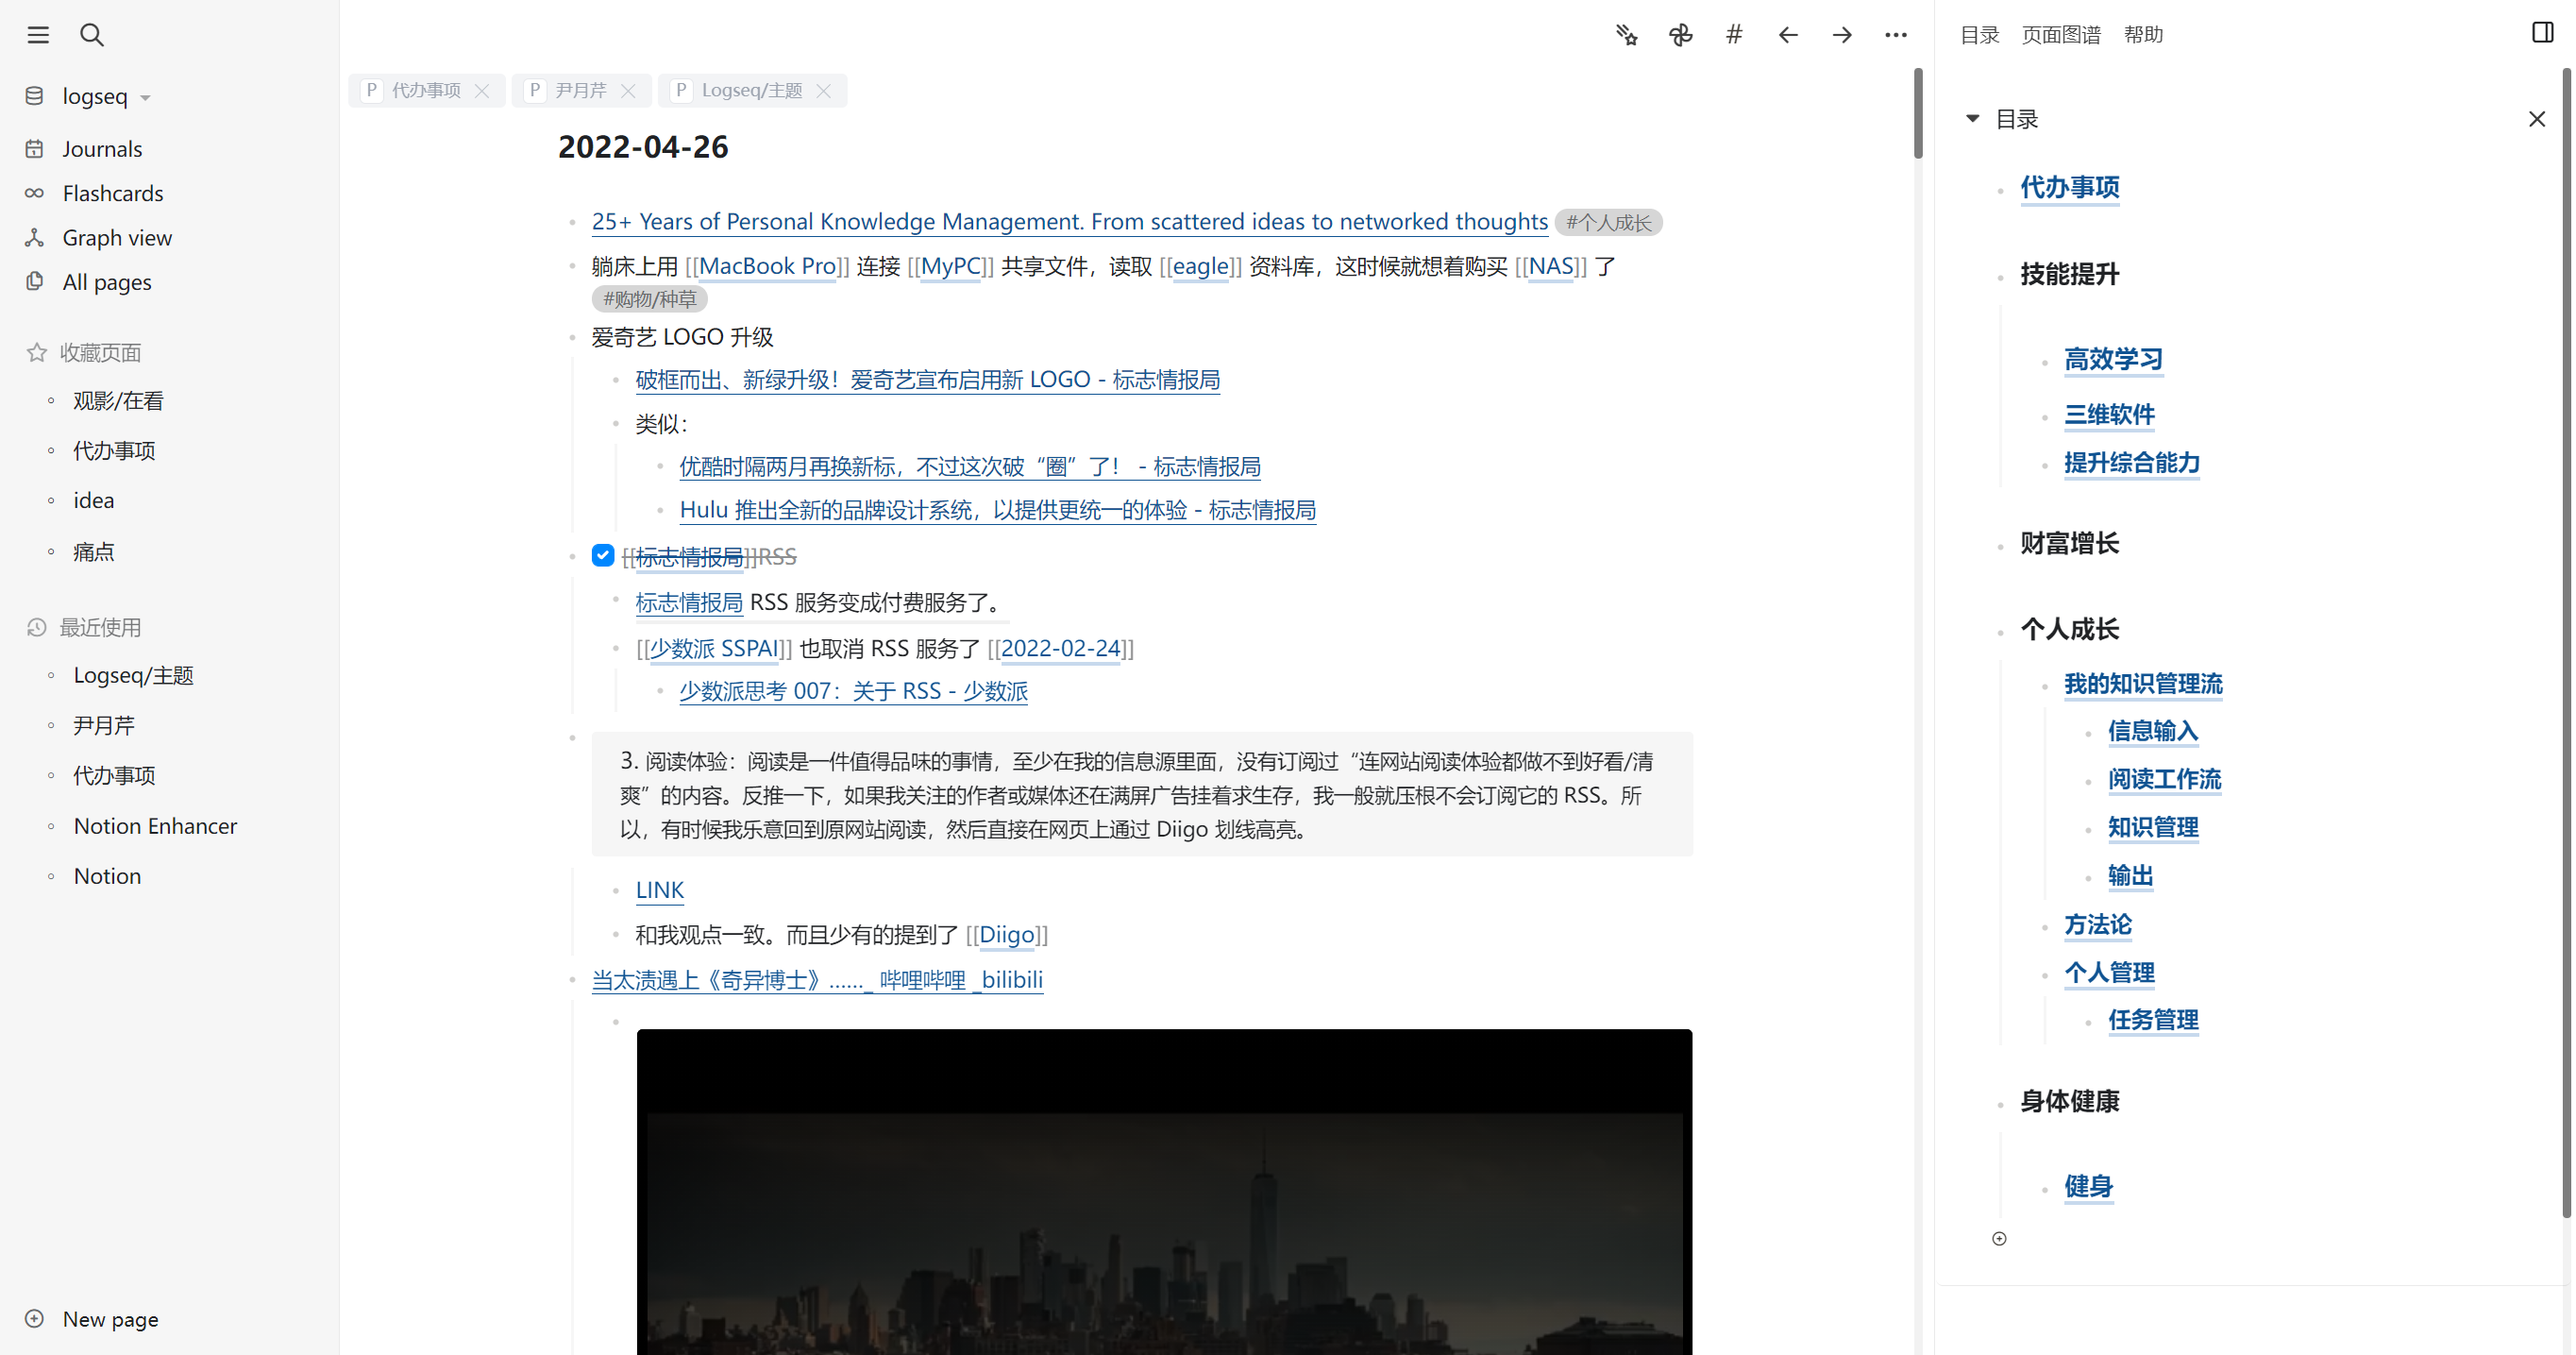 logseq
Journals
Flashcards
Graph view
All pages
收藏页面
观影/在看
代办事项
idea
痛点
最近使用
Logseq/主题
尹月芹
代办事项
Notion Enhancer
Notion
New page
P 代办事项
P 尹月芹
P Logseq/主题
2022-04-26
25+ Years of Personal Knowledge Management. From scattered ideas to networked thoughts #个人成长
躺床上用 [[MacBook Pro]] 连接 [[MyPC]] 共享文件，读取 [[eagle]] 资料库，这时候就想着购买 [[NAS]] 了
#购物/种草
爱奇艺 LOGO 升级
破框而出、新绿升级！爱奇艺宣布启用新 LOGO - 标志情报局
类似：
优酷时隔两月再换新标，不过这次破“圈”了！ - 标志情报局
Hulu 推出全新的品牌设计系统，以提供更统一的体验 - 标志情报局
[[标志情报局]]RSS
标志情报局 RSS 服务变成付费服务了。
[[少数派 SSPAI]] 也取消 RSS 服务了 [[2022-02-24]]
少数派思考 007：关于 RSS - 少数派
3. 阅读体验：阅读是一件值得品味的事情，至少在我的信息源里面，没有订阅过“连网站阅读体验都做不到好看/清
爽”的内容。反推一下，如果我关注的作者或媒体还在满屏广告挂着求生存，我一般就压根不会订阅它的 RSS。所
以，有时候我乐意回到原网站阅读，然后直接在网页上通过 Diigo 划线高亮。
LINK
和我观点一致。而且少有的提到了 [[Diigo]]
当太渍遇上《奇异博士》......_ 哔哩哔哩 _bilibili
目录 页面图谱 帮助
目录
代办事项
技能提升
高效学习
三维软件
提升综合能力
财富增长
个人成长
我的知识管理流
信息输入
阅读工作流
知识管理
输出
方法论
个人管理
任务管理
身体健康
健身